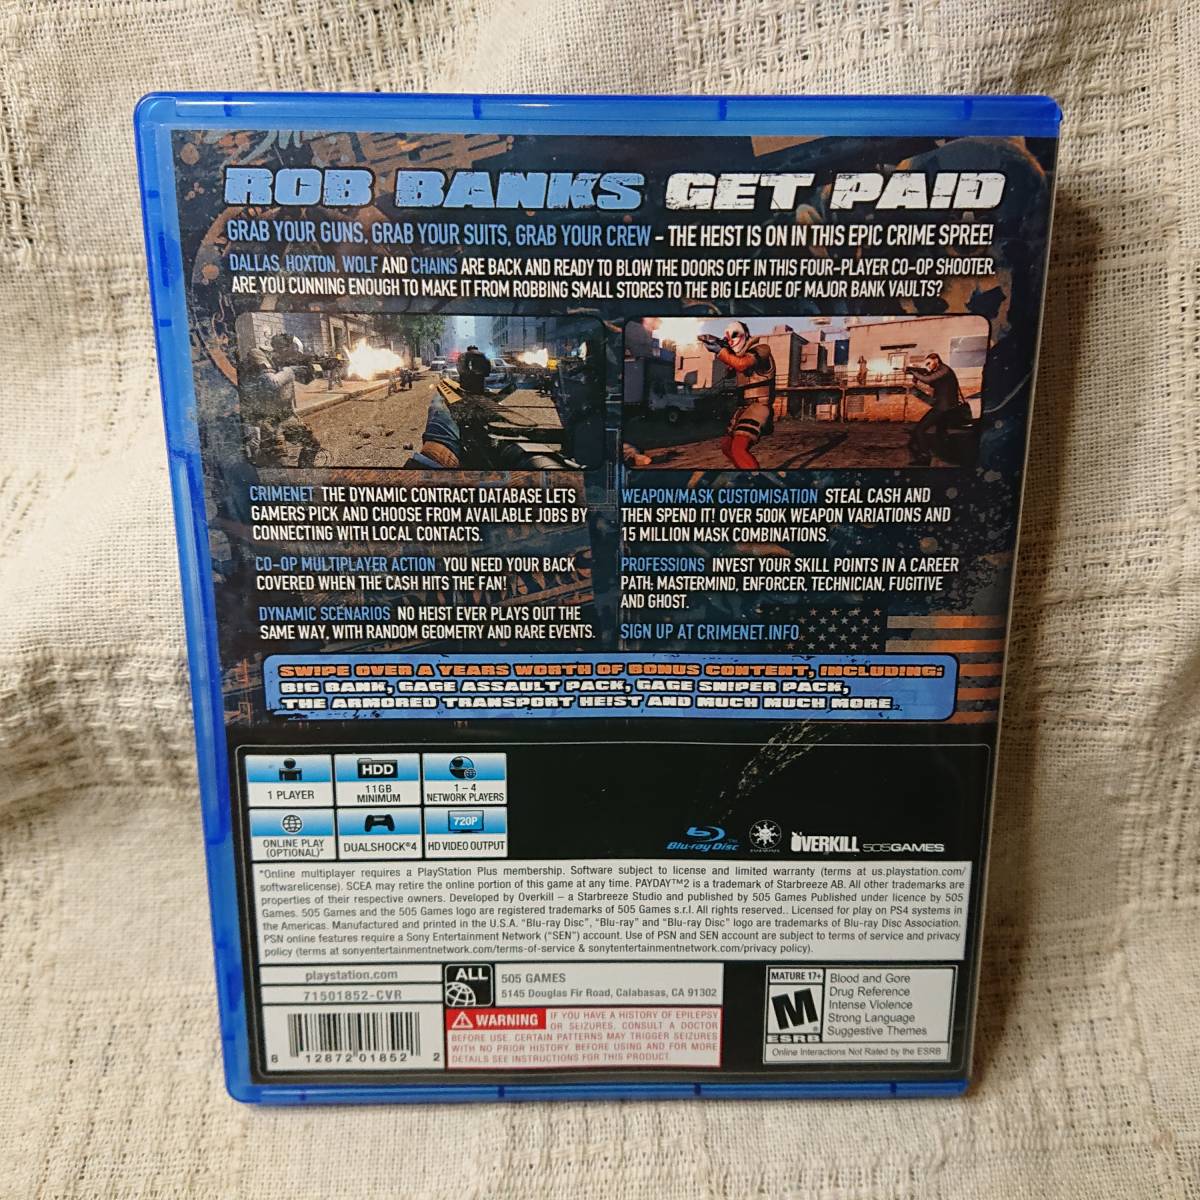 ROB BANKS GET PA!D
GRAB YOUR GUNS, GRAB YOUR SUITS, GRAB YOUR CREW – THE HEIST IS ON IN THIS EPIC CRIME SPREE!
DALLAS, HOXTON, WOLF AND CHAINS ARE BACK AND READY TO BLOW THE DOORS OFF IN THIS FOUR-PLAYER CO-OP SHOOTER.
ARE YOU CUNNING ENOUGH TO MAKE IT FROM ROBBING SMALL STORES TO THE BIG LEAGUE OF MAJOR BANK VAULTS?
CRIMENET THE DYNAMIC CONTRACT DATABASE LETS
GAMERS PICK AND CHOOSE FROM AVAILABLE JOBS BY
CONNECTING WITH LOCAL CONTACTS.
CO-OP MULTIPLAYER ACTION YOU NEED YOUR BACK
COVERED WHEN THE CASH HITS THE FAN!
DYNAMIC SCENARIOS NO HEIST EVER PLAYS OUT THE
SAME WAY, WITH RANDOM GEOMETRY AND RARE EVENTS.
WEAPON/MASK CUSTOMISATION STEAL CASH AND
THEN SPEND IT! OVER 500K WEAPON VARIATIONS AND
15 MILLION MASK COMBINATIONS.
PROFESSIONS INVEST YOUR SKILL POINTS IN A CAREER
PATH: MASTERMIND, ENFORCER, TECHNICIAN, FUGITIVE
AND GHOST.
SIGN UP AT CRIMENET.INFO
SW!PE OVER A YEARS WORTH OF BONUS CONTENT, !NCLUD!NG:
B!G BANK, GAGE ASSAULT PACK, GAGE SN!PER PACK,
THE ARMORED TRANSPORT HE!ST AND MUCH MUCH MORE
1 PLAYER
HDD
11GB
MINIMUM
1 – 4
NETWORK PLAYERS
ONLINE PLAY
(OPTIONAL)*
DUALSHOCK®4
720P
HD VIDEO OUTPUT
Blu-ray Disc™
OVERKILL
505GAMES
*Online multiplayer requires a PlayStation Plus membership. Software subject to license and limited warranty (terms at us.playstation.com/
softwarelicense). SCEA may retire the online portion of this game at any time. PAYDAY™2 is a trademark of Starbreeze AB. All other trademarks are
properties of their respective owners. Developed by Overkill – a Starbreeze Studio and published by 505 Games Published under licence by 505
Games. 505 Games and the 505 Games logo are registered trademarks of 505 Games s.r.l. All rights reserved.. Licensed for play on PS4 systems in
the Americas. Manufactured and printed in the U.S.A. "Blu-ray Disc", "Blu-ray" and "Blu-ray Disc" logo are trademarks of Blu-ray Disc Association.
PSN online features require a Sony Entertainment Network ("SEN") account. Use of PSN and SEN account are subject to terms of service and privacy
policy (terms at sonyentertainmentnetwork.com/terms-of-service & sonyentertainmentnetwork.com/privacy policy).
playstation.com
71501852-CVR
8 12872 01852 2
ALL
505 GAMES
5145 Douglas Fir Road, Calabasas, CA 91302
WARNING IF YOU HAVE A HISTORY OF EPILEPSY
OR SEIZURES, CONSULT A DOCTOR
BEFORE USE. CERTAIN PATTERNS MAY TRIGGER SEIZURES
WITH NO PRIOR HISTORY. BEFORE USING AND FOR MORE
DETAILS SEE INSTRUCTIONS FOR THIS PRODUCT.
MATURE 17+
M
ESRB
Blood and Gore
Drug Reference
Intense Violence
Strong Language
Suggestive Themes
Online Interactions Not Rated by the ESRB